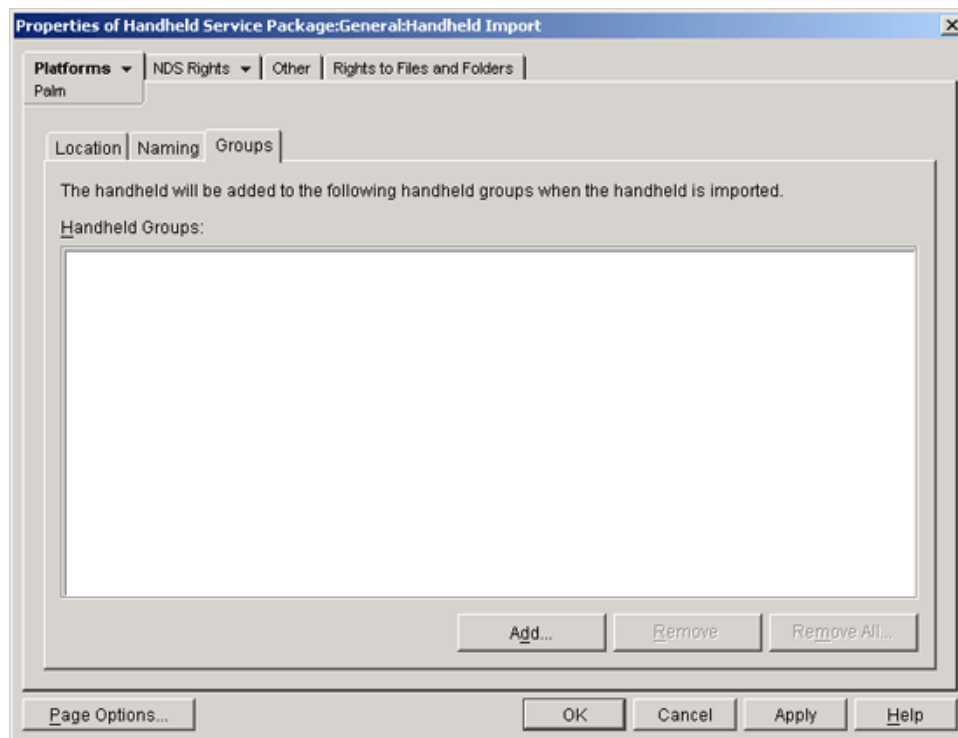 Properties of Handheld Service Package:General:Handheld Import
Platforms NDS Rights Other Rights to Files and Folders
Palm
Location Naming Groups
The handheld will be added to the following handheld groups when the handheld is imported.
Handheld Groups:
Add... Remove Remove All...
Page Options... OK Cancel Apply Help